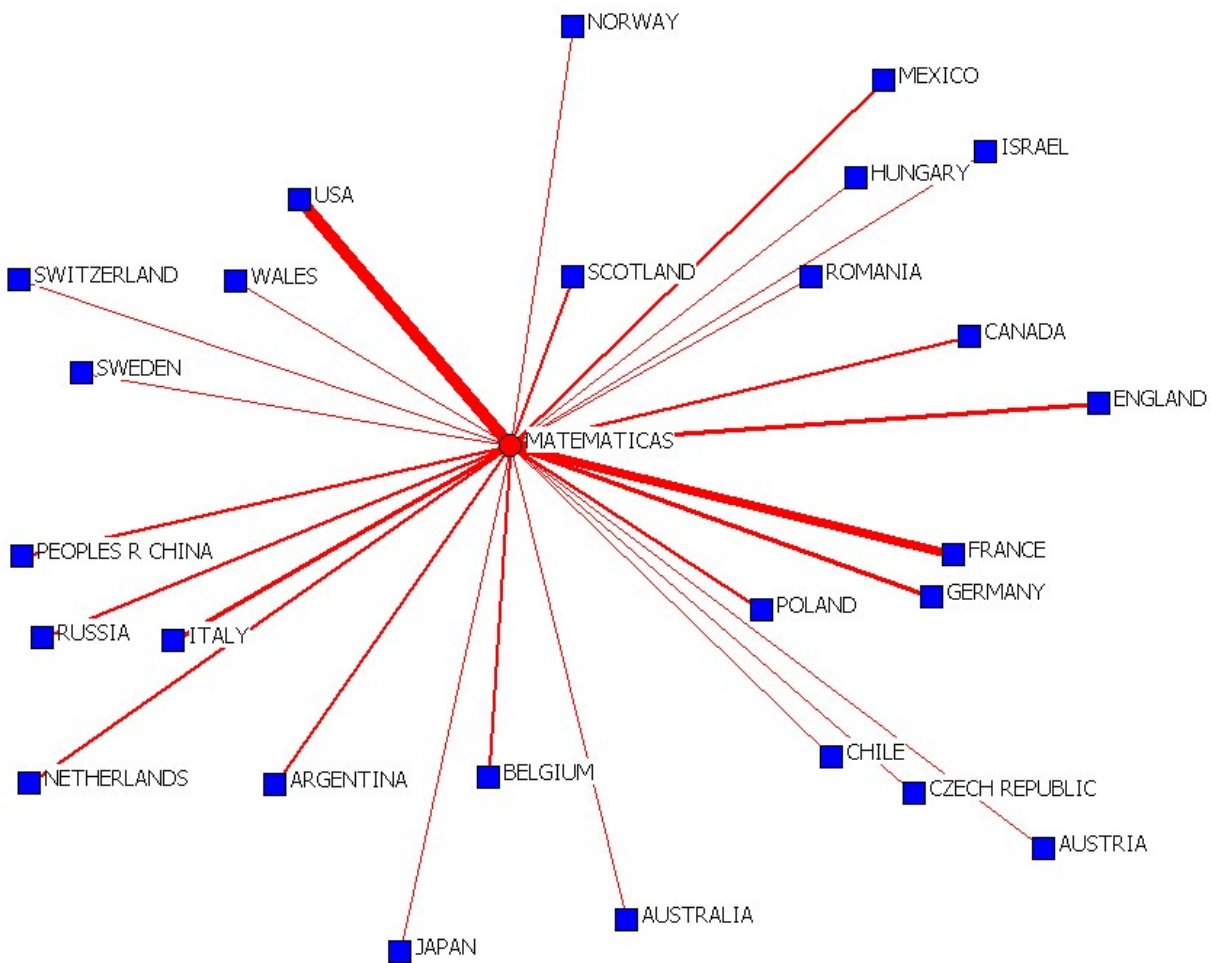 NORWAY
MEXICO
ISRAEL
HUNGARY
USA
SWITZERLAND
WALES
SCOTLAND
ROMANIA
CANADA
SWEDEN
ENGLAND
MATEMATICAS
PEOPLES R CHINA
FRANCE
GERMANY
POLAND
RUSSIA
ITALY
NETHERLANDS
ARGENTINA
BELGIUM
CHILE
CZECH REPUBLIC
AUSTRIA
AUSTRALIA
JAPAN